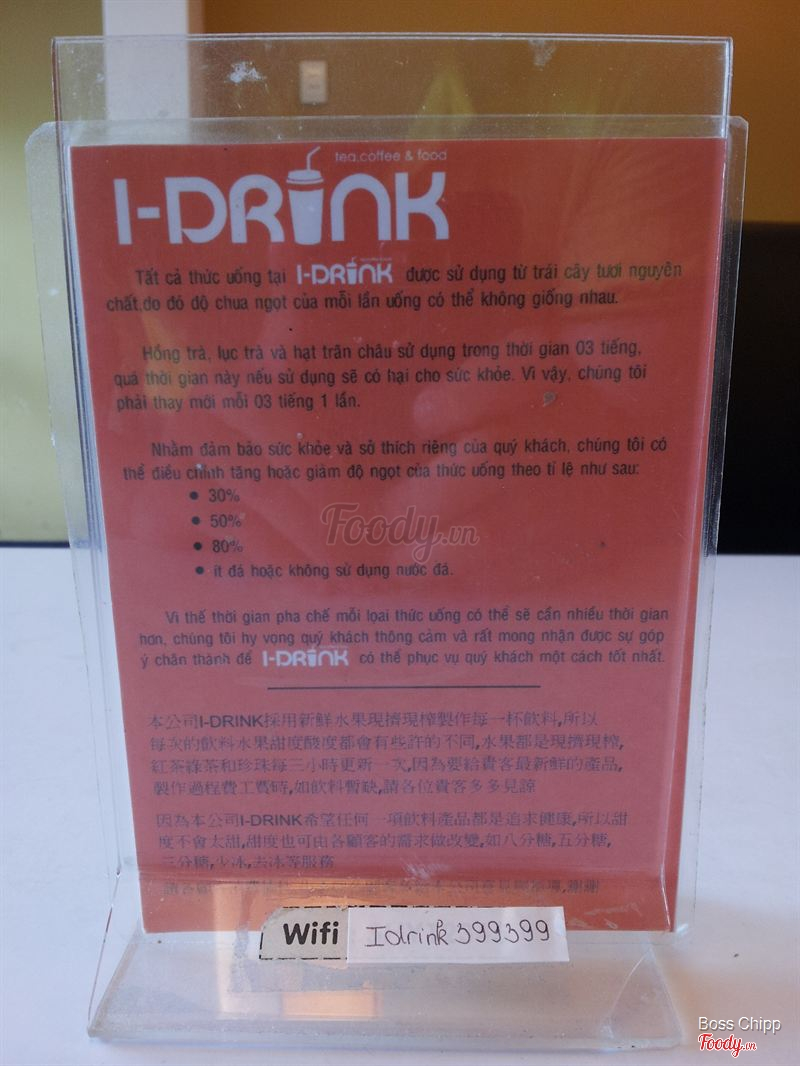 tea.coffee & food
I-DRINK
Tất cả thức uống tại I-DRINK được sử dụng từ trái cây tươi nguyên
chất,do đó độ chua ngọt của mỗi lần uống có thể không giống nhau.
Hồng trà, lục trà và hạt trân châu sử dụng trong thời gian 03 tiếng,
quá thời gian này nếu sử dụng sẽ có hại cho sức khỏe. Vì vậy, chúng tôi
phải thay mới mỗi 03 tiếng 1 lần.
Nhằm đảm bảo sức khỏe và sở thích riêng của quý khách, chúng tôi có
thể điều chỉnh tăng hoặc giảm độ ngọt của thức uống theo tỉ lệ như sau:
• 30%
• 50%
• 80%
• ít đá hoặc không sử dụng nước đá.
Foody.vn
Vì thế thời gian pha chế mỗi loại thức uống có thể sẽ cần nhiều thời gian
hơn, chúng tôi hy vọng quý khách thông cảm và rất mong nhận được sự góp
ý chân thành để I-DRINK có thể phục vụ quý khách một cách tốt nhất.
本公司I-DRINK採用新鮮水果現擠現榨製作每一杯飲料,所以
每次的飲料水果甜度酸度都會有些許的不同,水果都是現擠現榨,
紅茶綠茶和珍珠每三小時更新一次,因為要給貴客最新鮮的產品,
製作過程費工費時,如飲料暫缺,請各位貴客多多見諒
因為本公司I-DRINK希望任何一項飲料產品都是追求健康,所以甜
度不會太甜,甜度也可由各顧客的需求做改變,如八分糖,五分糖,
三分糖,少冰,去冰等服務
Wifi Idrink399399
Boss Chipp
Foody.vn